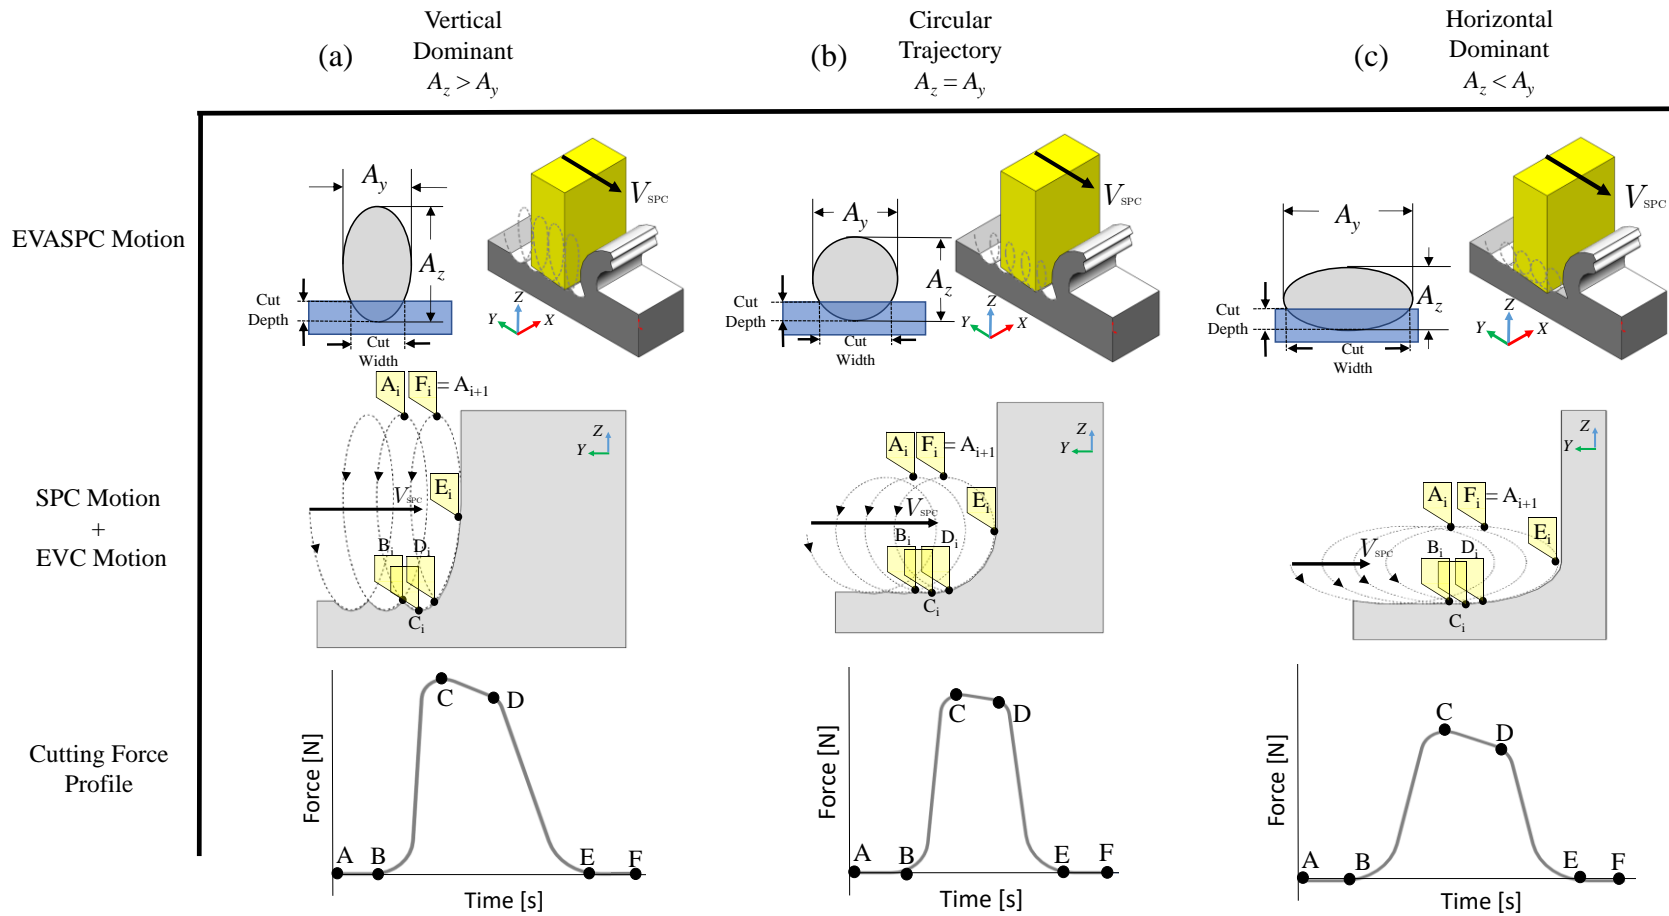 (a)
Vertical
Dominant
A_z > A_y
(b)
Circular
Trajectory
A_z = A_y
(c)
Horizontal
Dominant
A_z < A_y
EVASPC Motion
A_y
A_z
Cut
Depth
Cut
Width
V_SPC
Z
Y
X
A_y
A_z
Cut
Depth
Cut
Width
V_SPC
Z
Y
X
A_y
A_z
Cut
Depth
Cut
Width
V_SPC
Z
Y
X
SPC Motion
+
EVC Motion
A_i
F_i = A_i+1
Z
Y
E_i
V_SPC
B_i
D_i
C_i
A_i
F_i = A_i+1
Z
Y
E_i
V_SPC
B_i
D_i
C_i
A_i
F_i = A_i+1
Z
Y
E_i
V_SPC
B_i
D_i
C_i
Cutting Force
Profile
Force [N]
A
B
C
D
E
F
Time [s]
Force [N]
A
B
C
D
E
F
Time [s]
Force [N]
A
B
C
D
E
F
Time [s]